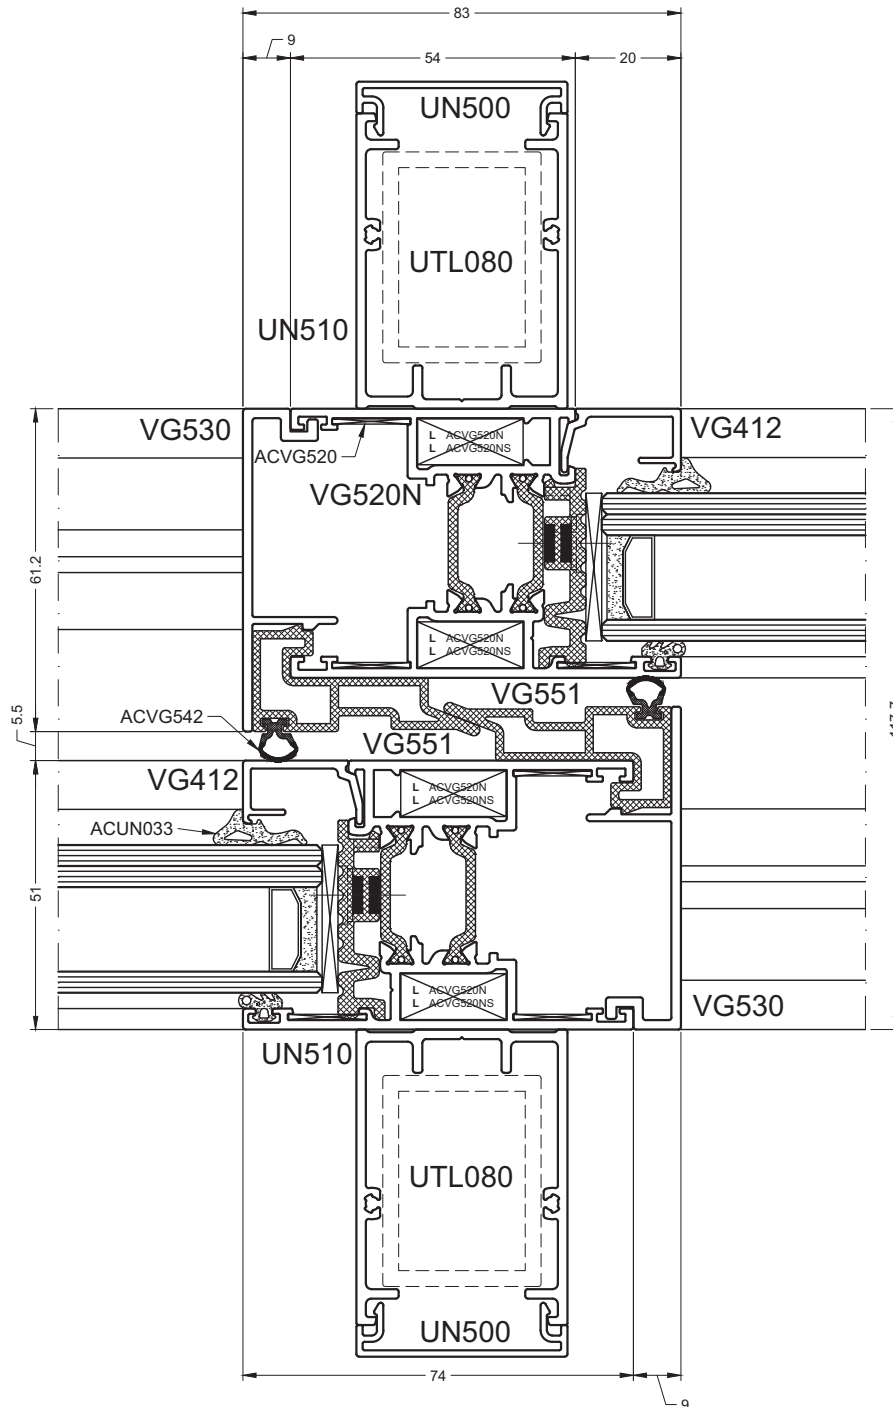 83
9
54
20
UN500
UTL080
UN510
VG530
VG412
L ACVG520N
L ACVG520NS
ACVG520
VG520N
61.2
L ACVG520N
L ACVG520NS
VG551
ACVG542
5.5
VG551
VG412
L ACVG520N
L ACVG520NS
ACUN033
51
L ACVG520N
L ACVG520NS
VG530
UN510
UTL080
UN500
74
9